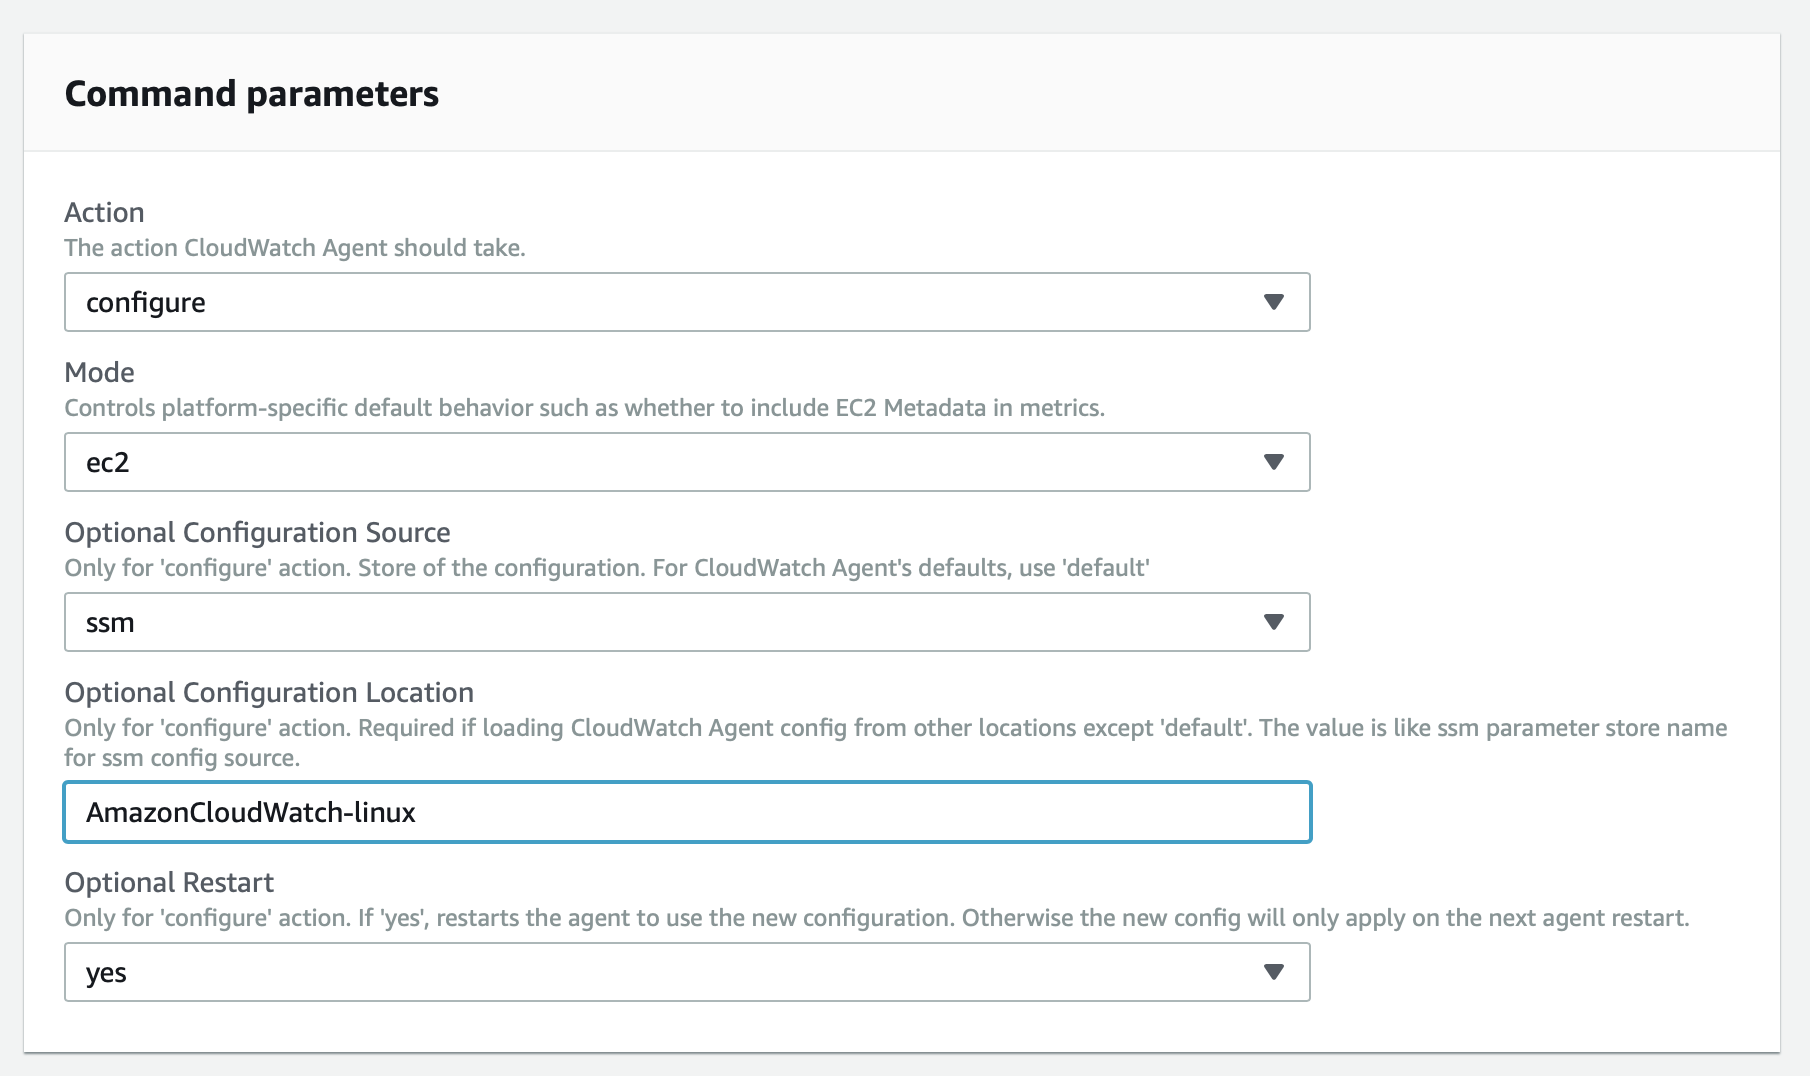 Command parameters
Action
The action CloudWatch Agent should take.
configure
Mode
Controls platform-specific default behavior such as whether to include EC2 Metadata in metrics.
ec2
Optional Configuration Source
Only for 'configure' action. Store of the configuration. For CloudWatch Agent's defaults, use 'default'
ssm
Optional Configuration Location
Only for 'configure' action. Required if loading CloudWatch Agent config from other locations except 'default'. The value is like ssm parameter store name
for ssm config source.
AmazonCloudWatch-linux
Optional Restart
Only for 'configure' action. If 'yes', restarts the agent to use the new configuration. Otherwise the new config will only apply on the next agent restart.
yes